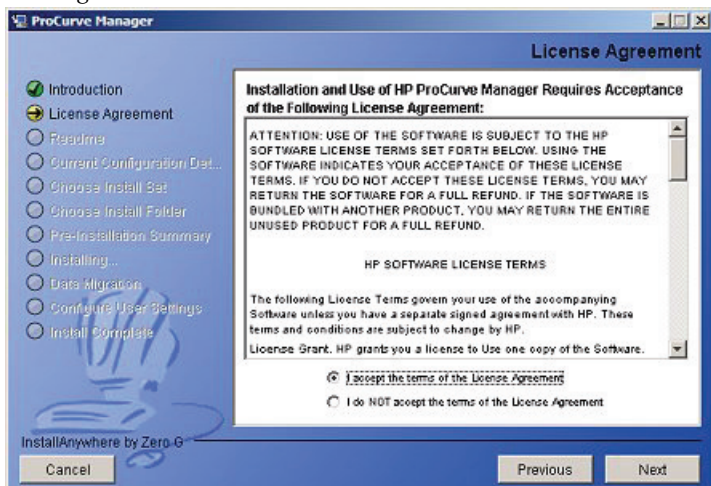 ProCurve Manager
License Agreement
Introduction
License Agreement
Readme
Current Configuration Det...
Choose Install Set
Choose Install Folder
Pre-Installation Summary
Installing...
Data Migration
Configure User Settings
Install Complete
Installation and Use of HP ProCurve Manager Requires Acceptance
of the Following License Agreement:
ATTENTION: USE OF THE SOFTWARE IS SUBJECT TO THE HP
SOFTWARE LICENSE TERMS SET FORTH BELOW. USING THE
SOFTWARE INDICATES YOUR ACCEPTANCE OF THESE LICENSE
TERMS. IF YOU DO NOT ACCEPT THESE LICENSE TERMS, YOU MAY
RETURN THE SOFTWARE FOR A FULL REFUND. IF THE SOFTWARE IS
BUNDLED WITH ANOTHER PRODUCT, YOU MAY RETURN THE ENTIRE
UNUSED PRODUCT FOR A FULL REFUND.
HP SOFTWARE LICENSE TERMS
The following License Terms govern your use of the accompanying
Software unless you have a separate signed agreement with HP. These
terms and conditions are subject to change by HP.
License Grant. HP grants you a license to Use one copy of the Software.
I accept the terms of the License Agreement
I do NOT accept the terms of the License Agreement
InstallAnywhere by Zero G
Cancel
Previous
Next